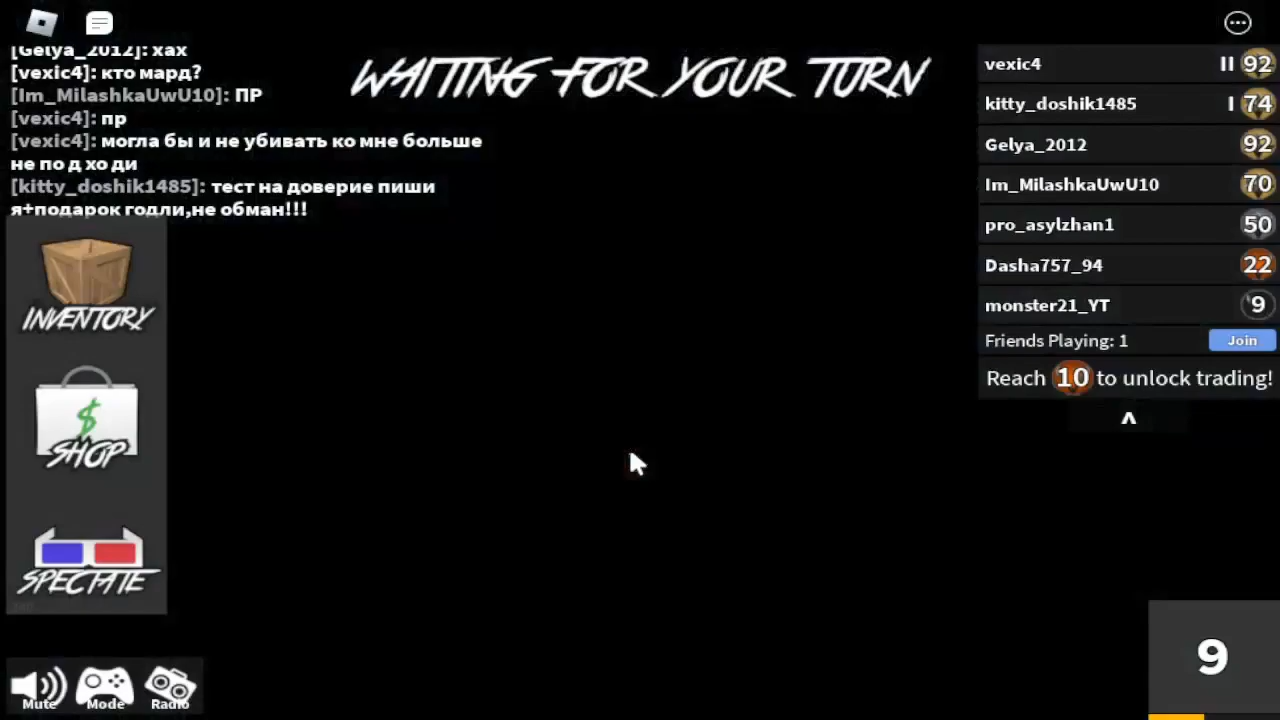 [Gelya_2012]: хах
[vexic4]: кто мард?
[Im_MilashkaUwU10]: ПР
[vexic4]: пр
[vexic4]: могла бы и не убивать ко мне больше
не по д хо ди
[kitty_doshik1485]: тест на доверие пиши
я+подарок годли,не обман!!!
WAITING FOR YOUR TURN
vexic4 II 92
kitty_doshik1485 I 74
Gelya_2012 92
Im_MilashkaUwU10 70
pro_asylzhan1 50
Dasha757_94 22
monster21_YT 9
Friends Playing: 1 Join
Reach 10 to unlock trading!
INVENTORY
$
SHOP
SPECTATE
Mute Mode Radio
9